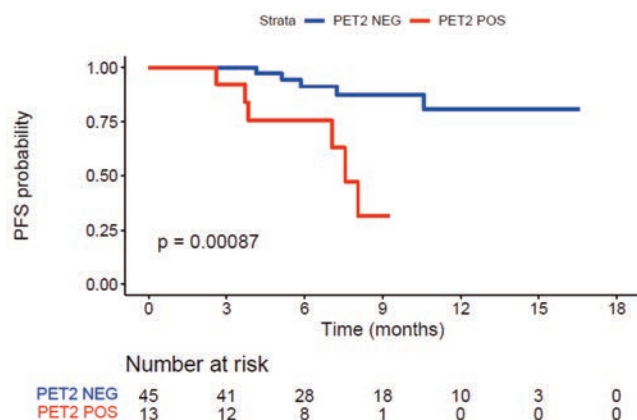 Strata PET2 NEG PET2 POS
1.00
0.75
0.50
0.25
0.00
PFS probability
p = 0.00087
0 3 6 9 12 15 18
Time (months)
Number at risk
PET2 NEG 45 41 28 18 10 3 0
PET2 POS 13 12 8 1 0 0 0